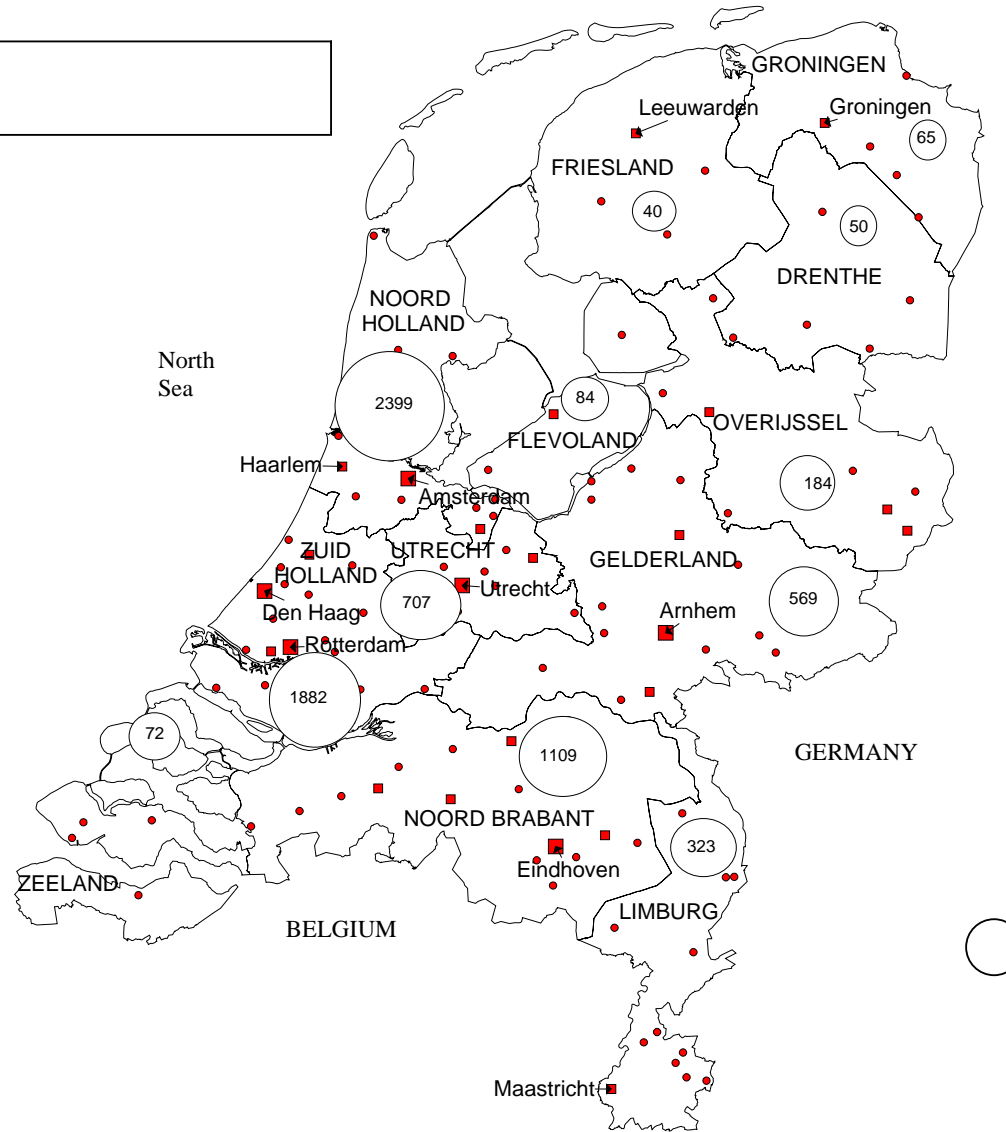 GRONINGEN
Leeuwarden
Groningen
65
FRIESLAND
40
50
DRENTHE
NOORD
HOLLAND
North
Sea
2399
84
FLEVOLAND
OVERIJSSEL
Haarlem
184
Amsterdam
ZUID
HOLLAND
UTRECHT
GELDERLAND
Utrecht
707
569
Den Haag
Arnhem
Rotterdam
1882
72
1109
GERMANY
NOORD BRABANT
323
Eindhoven
ZEELAND
LIMBURG
BELGIUM
Maastricht